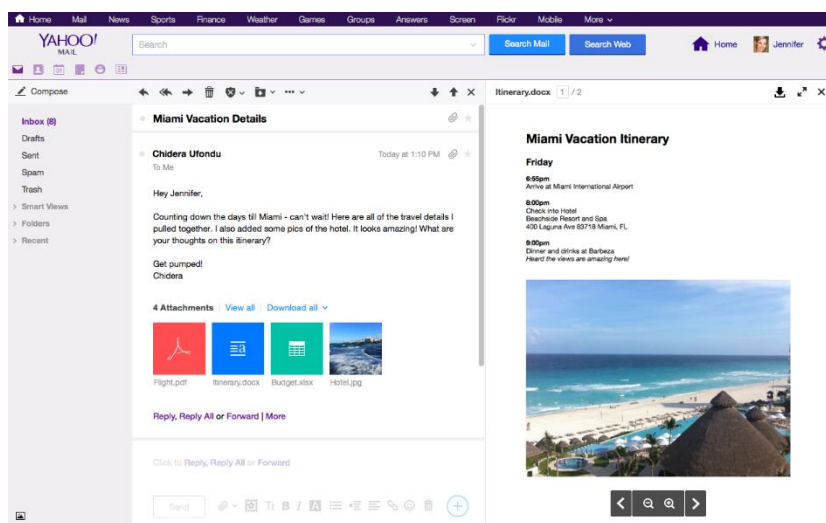 Home Mail News Sports Finance Weather Games Groups Answers Screen Flickr Mobile More
YAHOO!
MAIL
Search
Search Mail
Search Web
Home
Jennifer
31
Compose
Inbox (8)
Drafts
Sent
Spam
Trash
Smart Views
Folders
Recent
Miami Vacation Details
Chidera Ufondu
Today at 1:10 PM
To Me
Hey Jennifer,
Counting down the days till Miami - can't wait! Here are all of the travel details I
pulled together. I also added some pics of the hotel. It looks amazing! What are
your thoughts on this itinerary?
Get pumped!
Chidera
4 Attachments | View all | Download all
a
Flight.pdf Itinerary.docx Budget.xlsx Hotel.jpg
Reply, Reply All or Forward | More
Click to Reply, Reply All or Forward
Send
Tt B I A
Itinerary.docx 1 / 2
Miami Vacation Itinerary
Friday
6:55pm
Arrive at Miami International Airport
8:00pm
Check into Hotel
Beachside Resort and Spa
400 Laguna Ave 83718 Miami, FL
9:00pm
Dinner and drinks at Barbeza
Heard the views are amazing here!